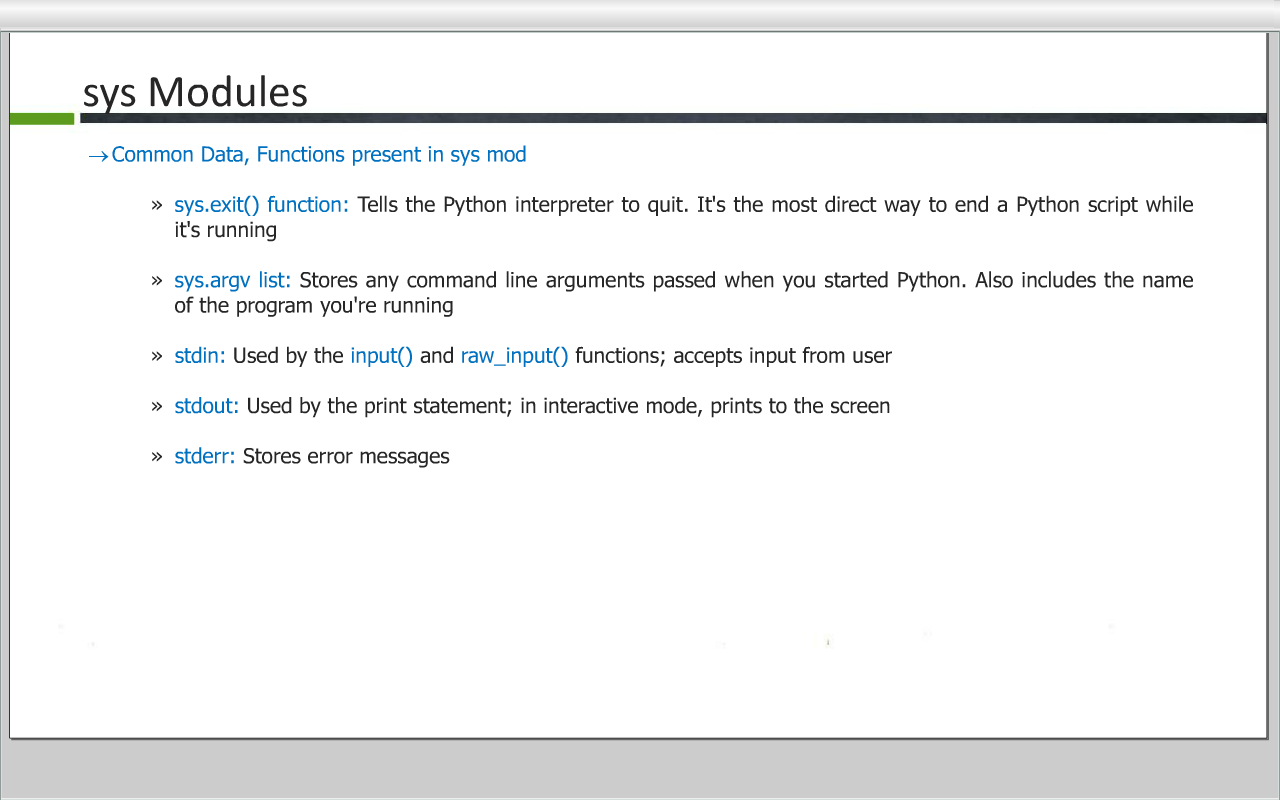 sys Modules
→Common Data, Functions present in sys mod
» sys.exit() function: Tells the Python interpreter to quit. It's the most direct way to end a Python script while
it's running
» sys.argv list: Stores any command line arguments passed when you started Python. Also includes the name
of the program you're running
» stdin: Used by the input() and raw_input() functions; accepts input from user
» stdout: Used by the print statement; in interactive mode, prints to the screen
» stderr: Stores error messages